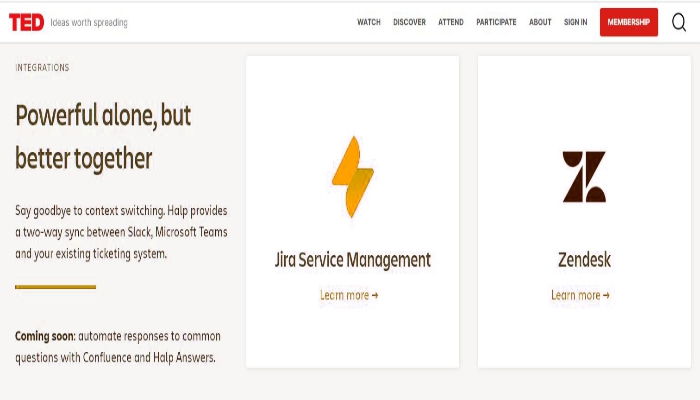 TED Ideas worth spreading WATCH DISCOVER ATTEND PARTICIPATE ABOUT SIGN IN MEMBERSHIP
INTEGRATIONS
Powerful alone, but
better together
Say goodbye to context switching. Halp provides
a two-way sync between Slack, Microsoft Teams
and your existing ticketing system.
Coming soon: automate responses to common
questions with Confluence and Halp Answers.
Jira Service Management
Learn more →
Zendesk
Learn more →